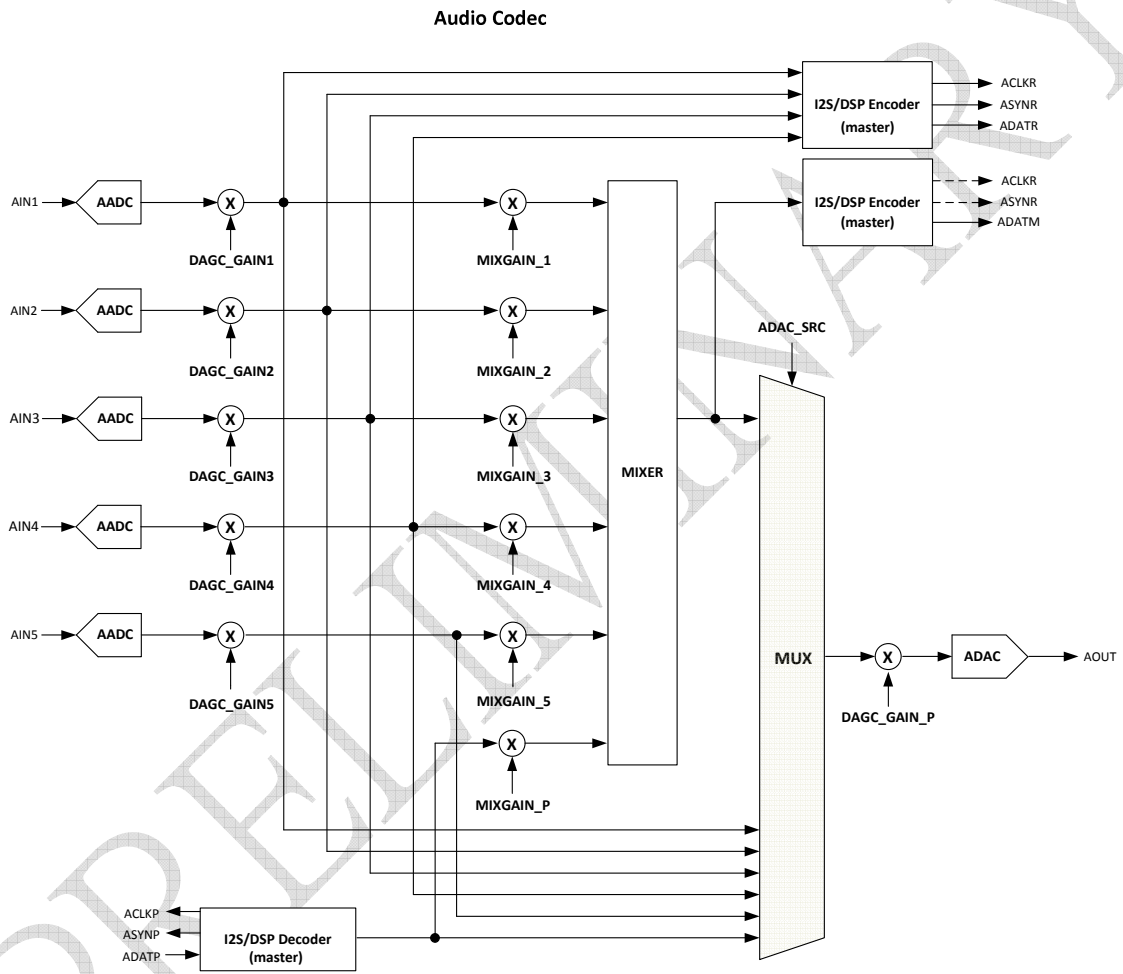 Audio Codec
I2S/DSP Encoder
(master)
ACLKR
ASYNR
ADATR
I2S/DSP Encoder
(master)
ACLKR
ASYNR
ADATM
AIN1
AADC
X
X
DAGC_GAIN1
MIXGAIN_1
AIN2
AADC
X
X
DAGC_GAIN2
MIXGAIN_2
ADAC_SRC
AIN3
AADC
X
X
DAGC_GAIN3
MIXGAIN_3
MIXER
AIN4
AADC
X
X
DAGC_GAIN4
MIXGAIN_4
AIN5
AADC
X
X
DAGC_GAIN5
MIXGAIN_5
MUX
X
ADAC
AOUT
DAGC_GAIN_P
X
MIXGAIN_P
ACLKP
ASYNP
ADATP
I2S/DSP Decoder
(master)
PRELIMINARY